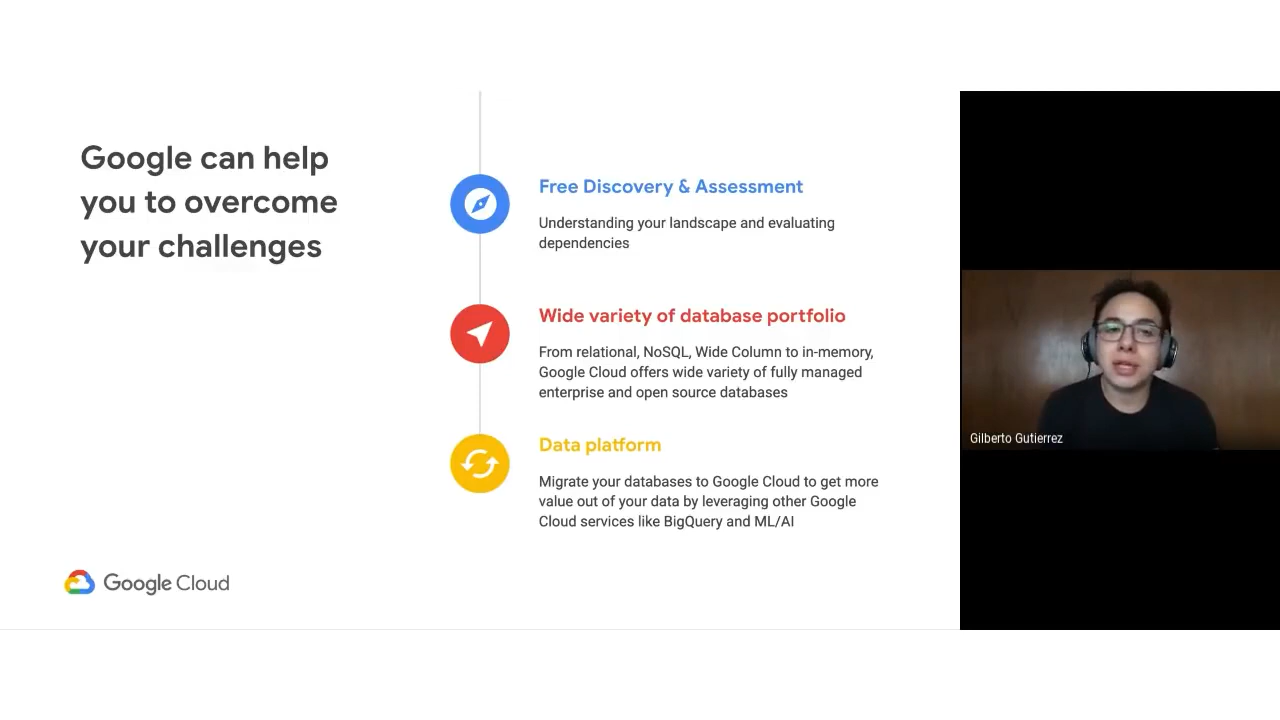 Google can help
you to overcome
your challenges
Free Discovery & Assessment
Understanding your landscape and evaluating
dependencies
Wide variety of database portfolio
From relational, NoSQL, Wide Column to in-memory,
Google Cloud offers wide variety of fully managed
enterprise and open source databases
Data platform
Migrate your databases to Google Cloud to get more
value out of your data by leveraging other Google
Cloud services like BigQuery and ML/AI
Google Cloud
Gilberto Gutierrez